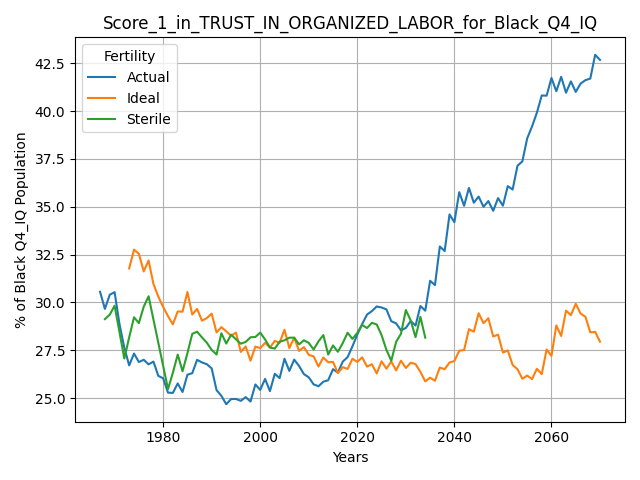 Score_1_in_TRUST_IN_ORGANIZED_LABOR_for_Black_Q4_IQ
Fertility
Actual
Ideal
Sterile
% of Black Q4_IQ Population
42.5
40.0
37.5
35.0
32.5
30.0
27.5
25.0
1980
2000
2020
2040
2060
Years